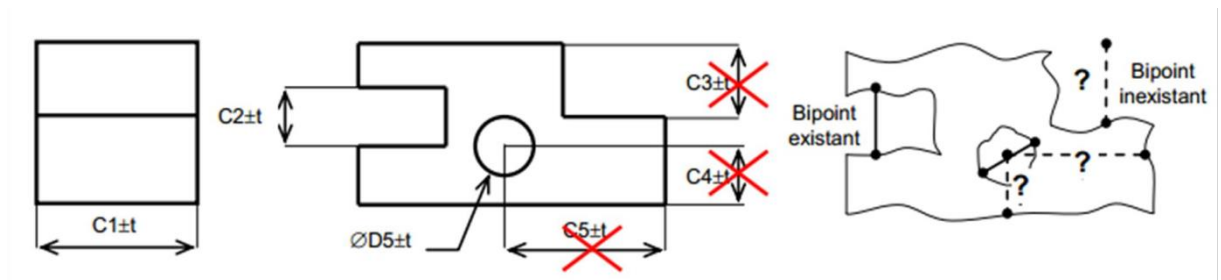 C1±t
C2±t
∅D5±t
C3±t
C4±t
C5±t
Bipoint
existant
?
Bipoint
inexistant
?
?